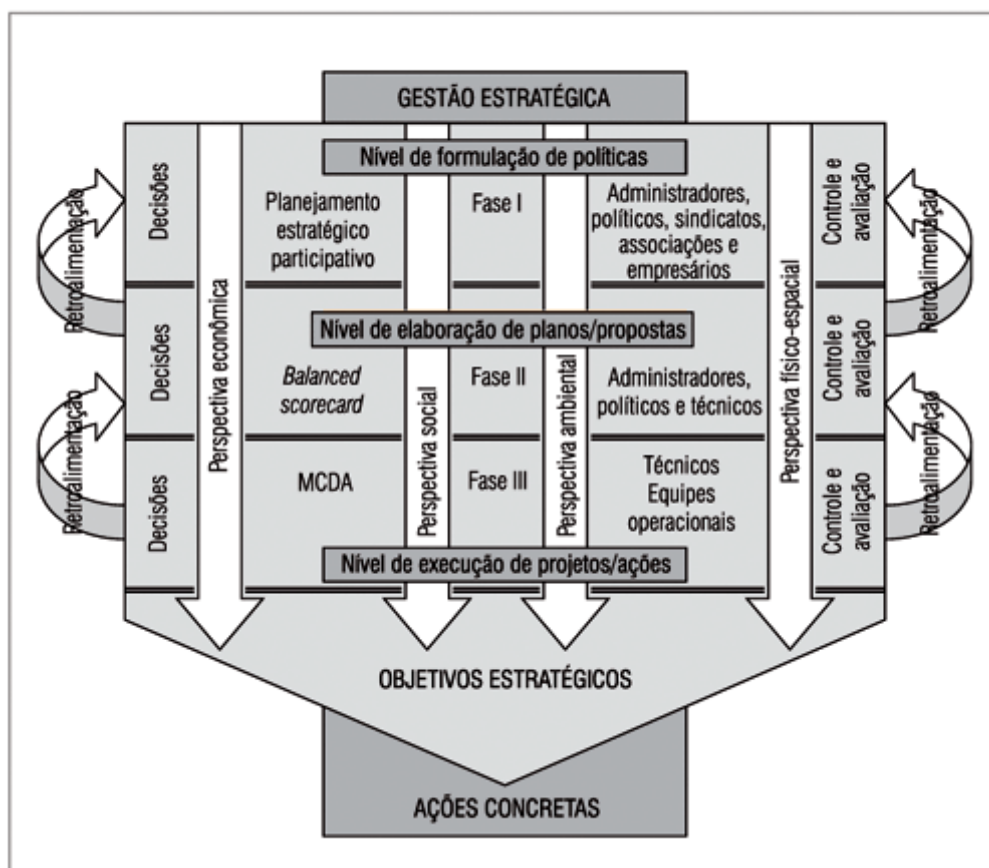 GESTÃO ESTRATÉGICA
Nível de formulação de políticas
Retroalimentação
Decisões
Perspectiva econômica
Planejamento
estratégico
participativo
Fase I
Administradores,
políticos, sindicatos,
associações e
empresários
Controle e
avaliação
Retroalimentação
Nível de elaboração de planos/propostas
Decisões
Balanced
scorecard
Perspectiva social
Fase II
Perspectiva ambiental
Administradores,
políticos e técnicos
Perspectiva físico-espacial
Controle e
avaliação
Retroalimentação
Decisões
MCDA
Fase III
Técnicos
Equipes
operacionais
Controle e
avaliação
Retroalimentação
Nível de execução de projetos/ações
OBJETIVOS ESTRATÉGICOS
AÇÕES CONCRETAS